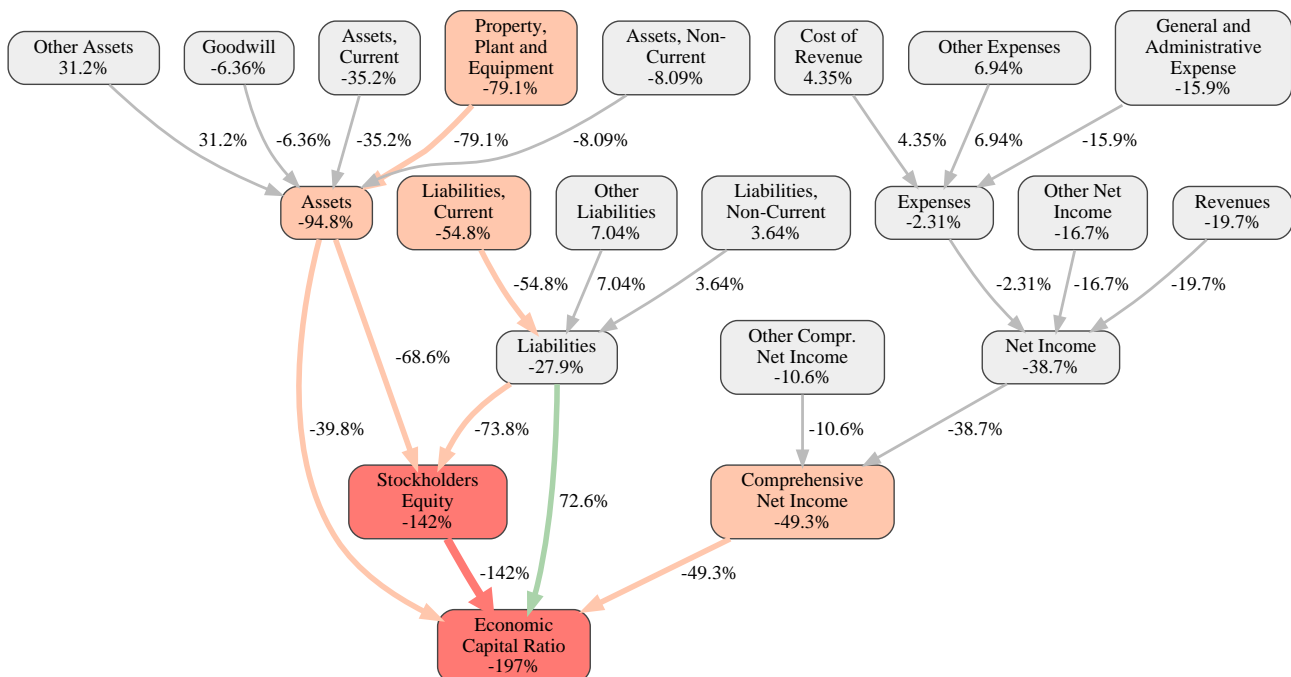 Other Assets
31.2%
Goodwill
-6.36%
Assets,
Current
-35.2%
Property,
Plant and
Equipment
-79.1%
Assets, Non-
Current
-8.09%
Cost of
Revenue
4.35%
Other Expenses
6.94%
General and
Administrative
Expense
-15.9%
31.2%
-6.36%
-35.2%
-79.1%
-8.09%
4.35%
6.94%
-15.9%
Assets
-94.8%
Liabilities,
Current
-54.8%
Other
Liabilities
7.04%
Liabilities,
Non-Current
3.64%
Expenses
-2.31%
Other Net
Income
-16.7%
Revenues
-19.7%
-54.8%
7.04%
3.64%
-2.31%
-16.7%
-19.7%
-68.6%
Liabilities
-27.9%
Other Compr.
Net Income
-10.6%
Net Income
-38.7%
-39.8%
-73.8%
-10.6%
-38.7%
Stockholders
Equity
-142%
72.6%
Comprehensive
Net Income
-49.3%
-142%
-49.3%
Economic
Capital Ratio
-197%